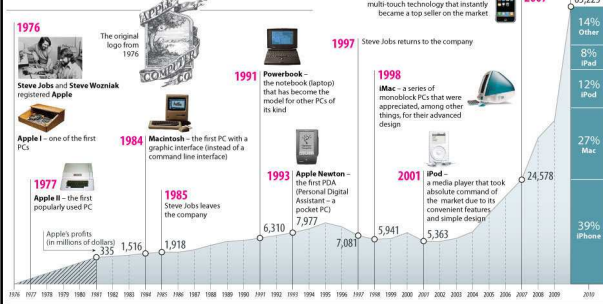 multi-touch technology that instantly
became a top seller on the market
1976
The original
logo from
1976
APPLE
COMPUTER
CO
Steve Jobs and Steve Wozniak
registered Apple
Apple I – one of the first
PCs
1977
Apple II – the first
popularly used PC
1984
Macintosh – the first PC with a
graphic interface (instead of a
command line interface)
1985
Steve Jobs leaves
the company
1991
Powerbook –
the notebook (laptop)
that has become the
model for other PCs of
its kind
1993
Apple Newton –
the first PDA
(Personal Digital
Assistant – a
pocket PC)
1997
Steve Jobs returns to the company
1998
iMac – a series of
monoblock PCs that were
appreciated, among other
things, for their advanced
design
2001
iPod –
a media player that took
absolute command of
the market due to its
convenient features
and simple design
14%
Other
8%
iPad
12%
iPod
27%
Mac
39%
iPhone
Apple's profits
(in millions of dollars)
335
1,516
1,918
6,310
7,977
7,081
5,941
5,363
24,578
1976 1977 1978 1979 1980 1981 1982 1983 1984 1985 1986 1987 1988 1989 1990 1991 1992 1993 1994 1995 1996 1997 1998 1999 2000 2001 2002 2003 2004 2005 2006 2007 2008 2009 2010